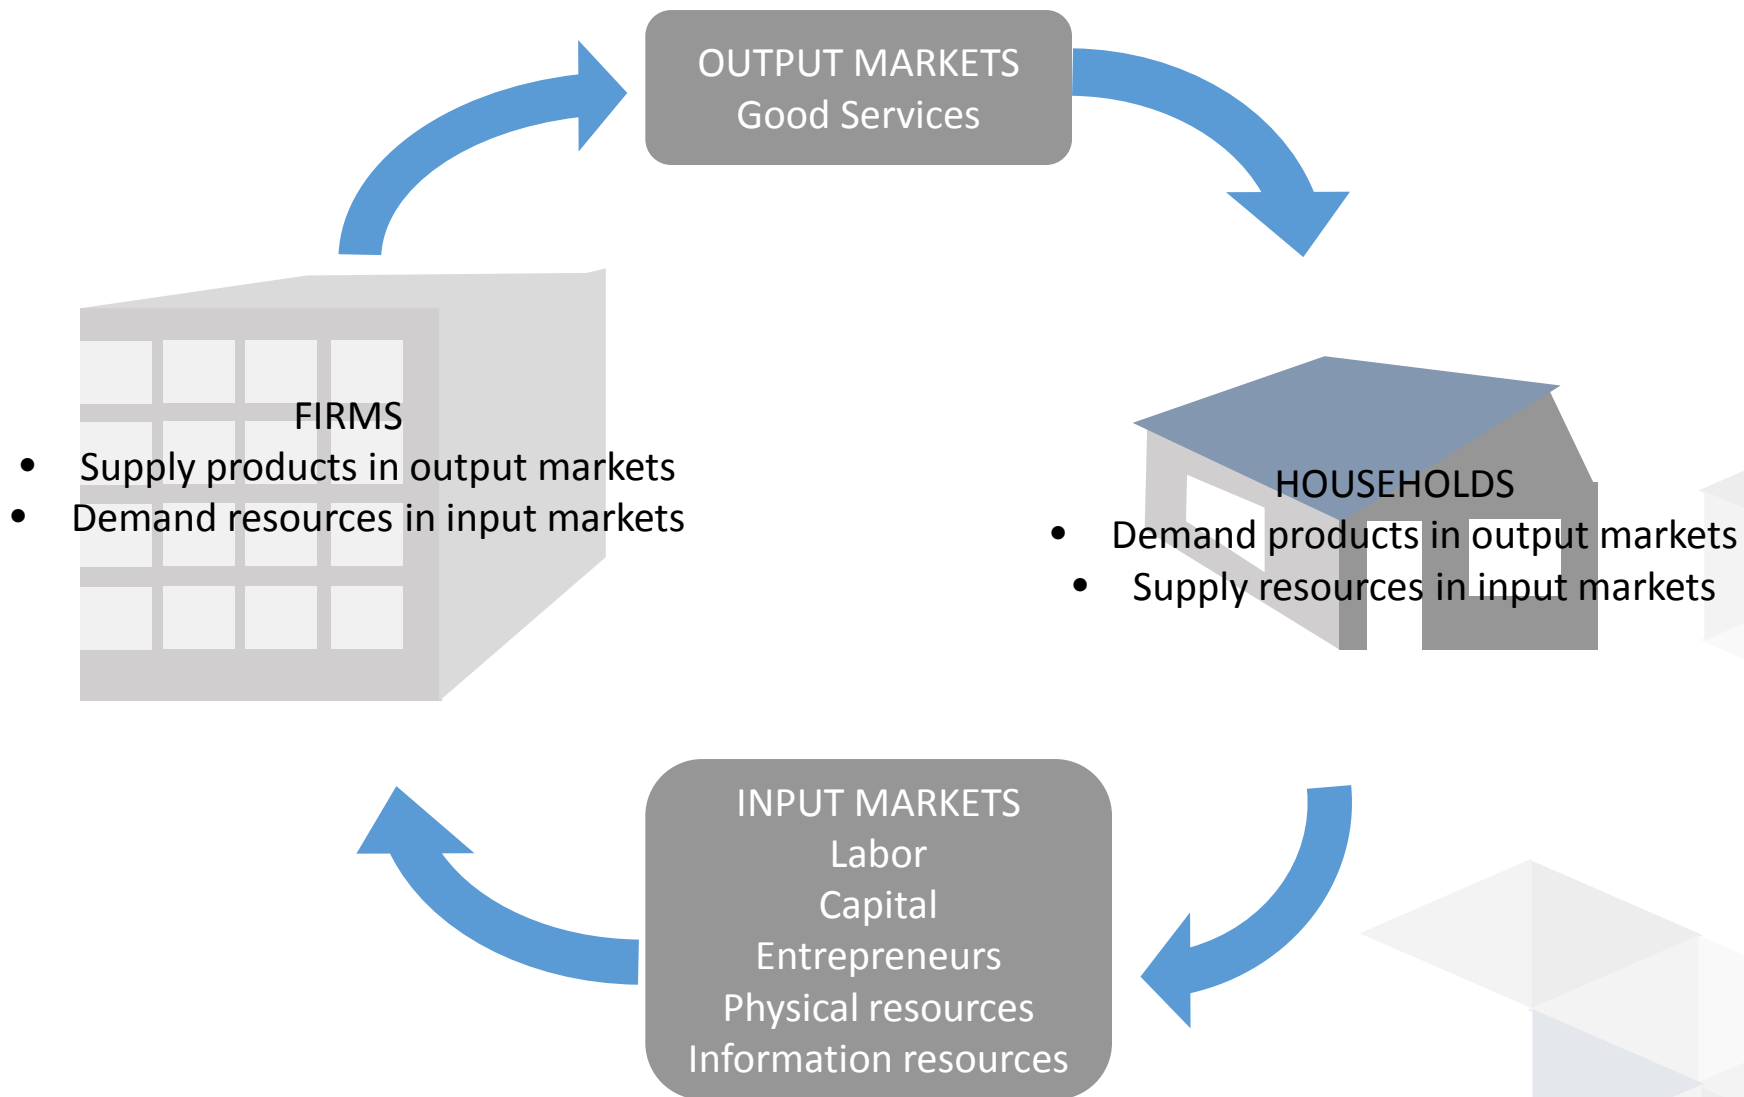 OUTPUT MARKETS
Good Services
FIRMS
• Supply products in output markets
• Demand resources in input markets
HOUSEHOLDS
• Demand products in output markets
• Supply resources in input markets
INPUT MARKETS
Labor
Capital
Entrepreneurs
Physical resources
Information resources